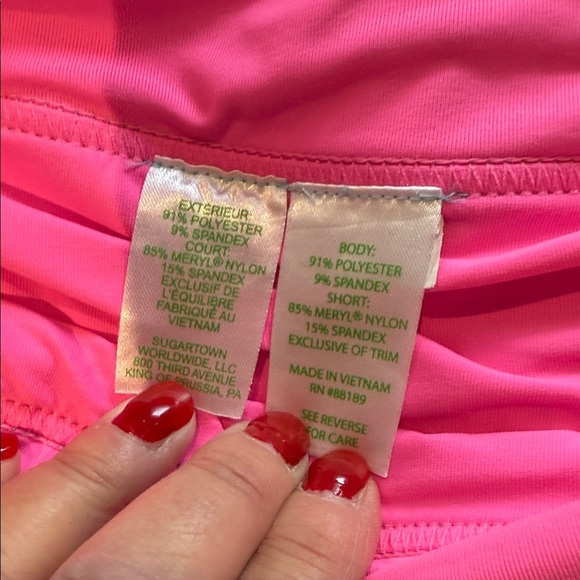 EXTÉRIEUR:
91% POLYESTER
9% SPANDEX
COURT:
85% MERYL® NYLON
15% SPANDEX
EXCLUSIF DE
L'ÉQUILIBRE
FABRIQUÉ AU
VIETNAM
SUGARTOWN
WORLDWIDE, LLC
800 THIRD AVENUE
KING OF PRUSSIA, PA
BODY:
91% POLYESTER
9% SPANDEX
SHORT:
85% MERYL® NYLON
15% SPANDEX
EXCLUSIVE OF TRIM
MADE IN VIETNAM
RN #88189
SEE REVERSE
FOR CARE